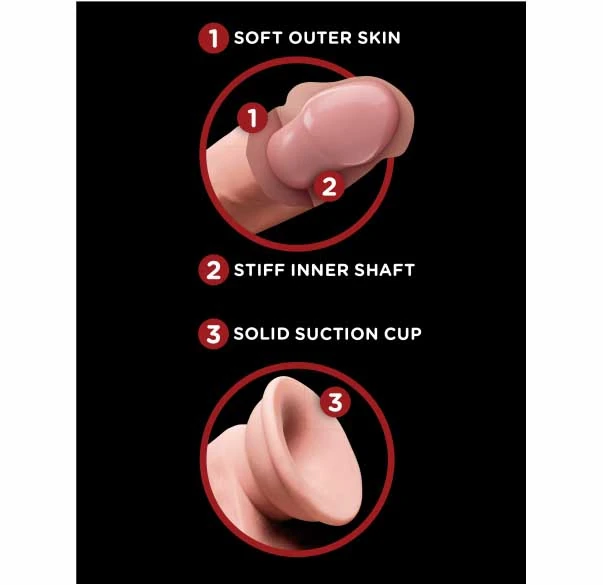 1 SOFT OUTER SKIN
1
2
2 STIFF INNER SHAFT
3 SOLID SUCTION CUP
3